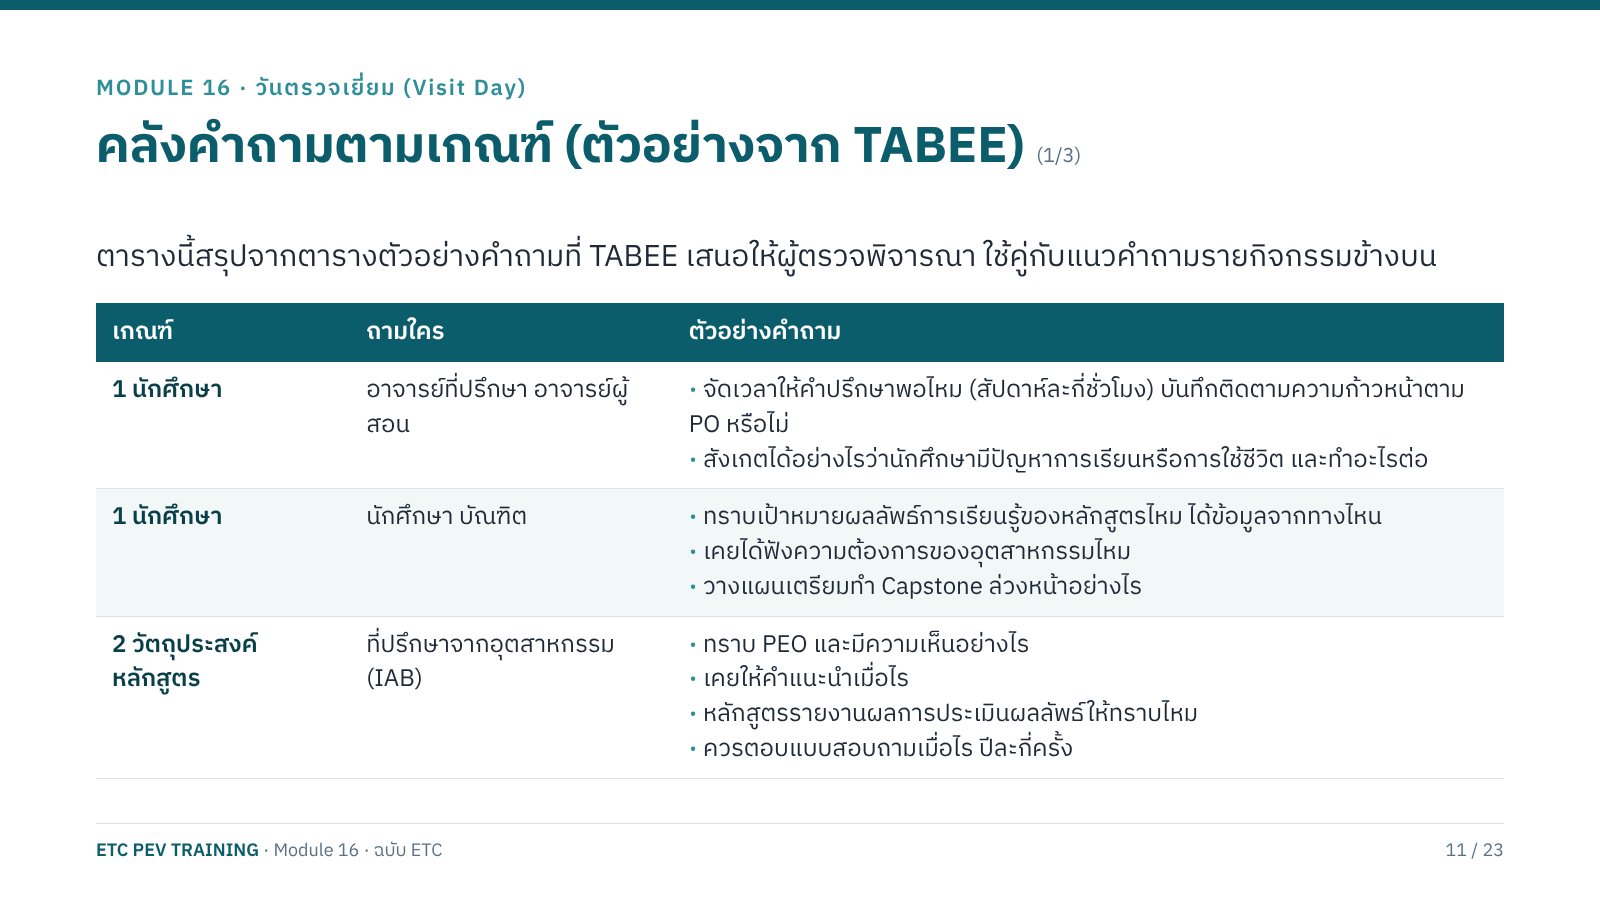 MODULE 16 · วันตรวจเยี่ยม (Visit Day)
คลังคำถามตามเกณฑ์ (ตัวอย่างจาก TABEE) (1/3)
ตารางนี้สรุปจากตารางตัวอย่างคำถามที่ TABEE เสนอให้ผู้ตรวจพิจารณา ใช้คู่กับแนวคำถามรายกิจกรรมข้างบน
เกณฑ์ ถามใคร ตัวอย่างคำถาม
1 นักศึกษา อาจารย์ที่ปรึกษา อาจารย์ผู้ • จัดเวลาให้คำปรึกษาพอไหม (สัปดาห์ละกี่ชั่วโมง) บันทึกติดตามความก้าวหน้าตาม
สอน PO หรือไม่
• สังเกตได้อย่างไรว่านักศึกษามีปัญหาการเรียนหรือการใช้ชีวิต และทำอะไรต่อ
1 นักศึกษา นักศึกษา บัณฑิต • ทราบเป้าหมายผลลัพธ์การเรียนรู้ของหลักสูตรไหม ได้ข้อมูลจากทางไหน
• เคยได้ฟังความต้องการของอุตสาหกรรมไหม
• วางแผนเตรียมทำ Capstone ล่วงหน้าอย่างไร
2 วัตถุประสงค์ ที่ปรึกษาจากอุตสาหกรรม • ทราบ PEO และมีความเห็นอย่างไร
หลักสูตร (IAB) • เคยให้คำแนะนำเมื่อไร
• หลักสูตรรายงานผลการประเมินผลลัพธ์ให้ทราบไหม
• ควรตอบแบบสอบถามเมื่อไร ปีละกี่ครั้ง
ETC PEV TRAINING · Module 16 · ฉบับ ETC 11 / 23